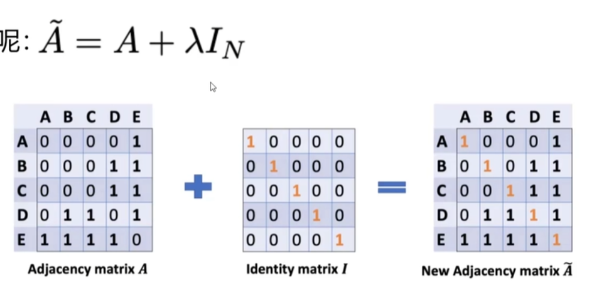 呢: Ã = A + λI_N
A B C D E
A 0 0 0 0 1
B 0 0 0 1 1
C 0 0 0 1 1
D 0 1 1 0 1
E 1 1 1 1 0
Adjacency matrix A
+
1 0 0 0 0
0 1 0 0 0
0 0 1 0 0
0 0 0 1 0
0 0 0 0 1
Identity matrix I
=
A B C D E
A 1 0 0 0 1
B 0 1 0 1 1
C 0 0 1 1 1
D 0 1 1 1 1
E 1 1 1 1 1
New Adjacency matrix Ã